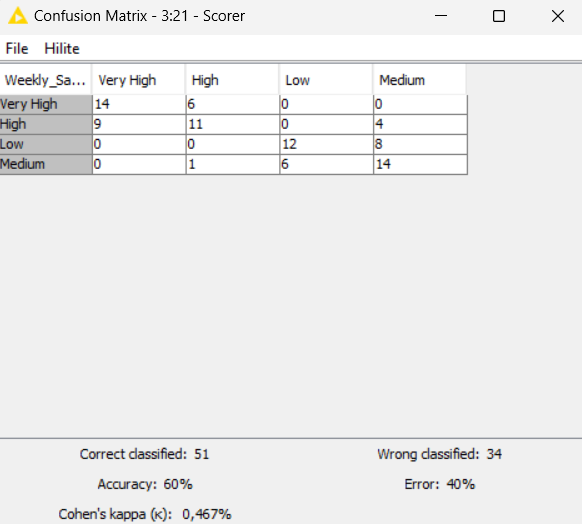 Confusion Matrix - 3:21 - Scorer
File Hilite
Weekly_Sa... Very High High Low Medium
Very High 14 6 0 0
High 9 11 0 4
Low 0 0 12 8
Medium 0 1 6 14
Correct classified: 51 Wrong classified: 34
Accuracy: 60% Error: 40%
Cohen's kappa (κ): 0,467%